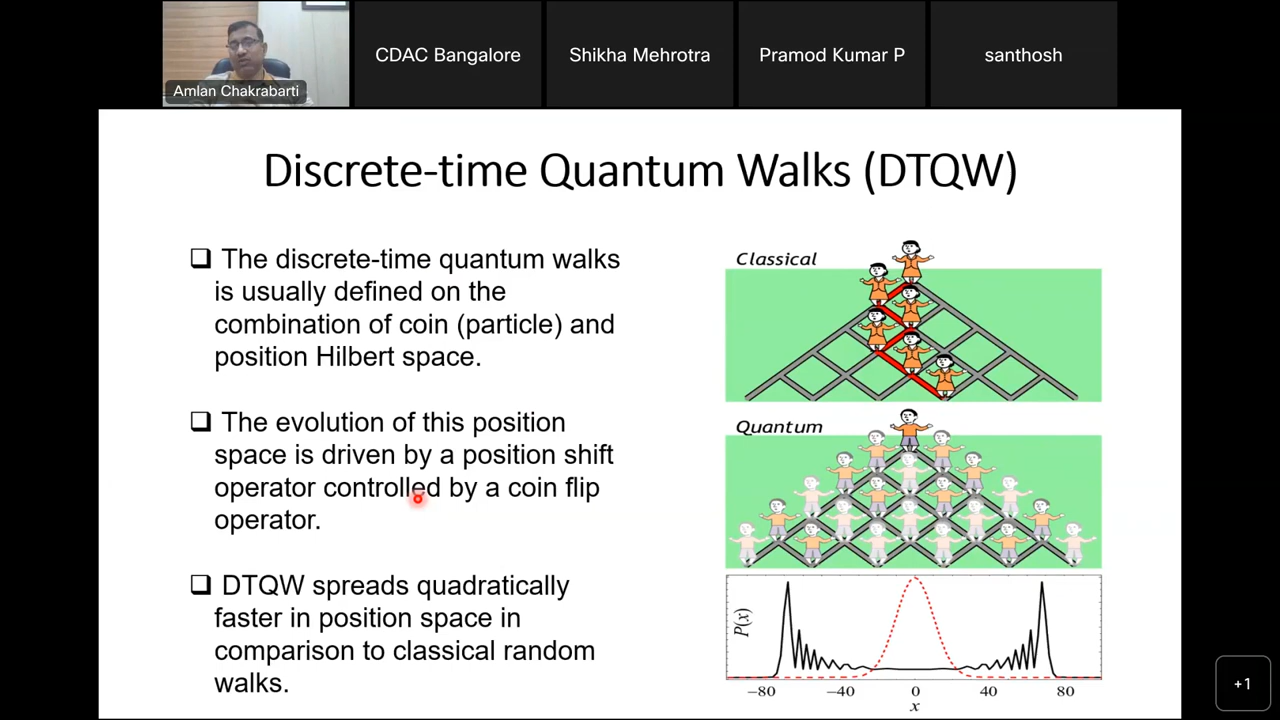 Amlan Chakrabarti
CDAC Bangalore
Shikha Mehrotra
Pramod Kumar P
santhosh
Discrete-time Quantum Walks (DTQW)
The discrete-time quantum walks
is usually defined on the
combination of coin (particle) and
position Hilbert space.
The evolution of this position
space is driven by a position shift
operator controlled by a coin flip
operator.
DTQW spreads quadratically
faster in position space in
comparison to classical random
walks.
Classical
Quantum
P(x)
−80 −40 0 40 80
x
+1